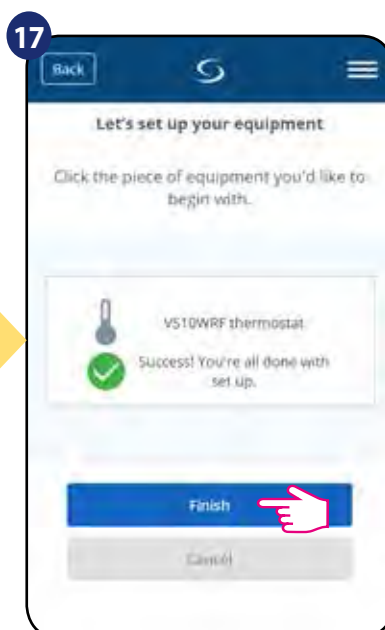 17
Back
Let's set up your equipment
Click the piece of equipment you'd like to
begin with.
VS10WRF thermostat
Success! You're all done with
set up.
Finish
Cancel